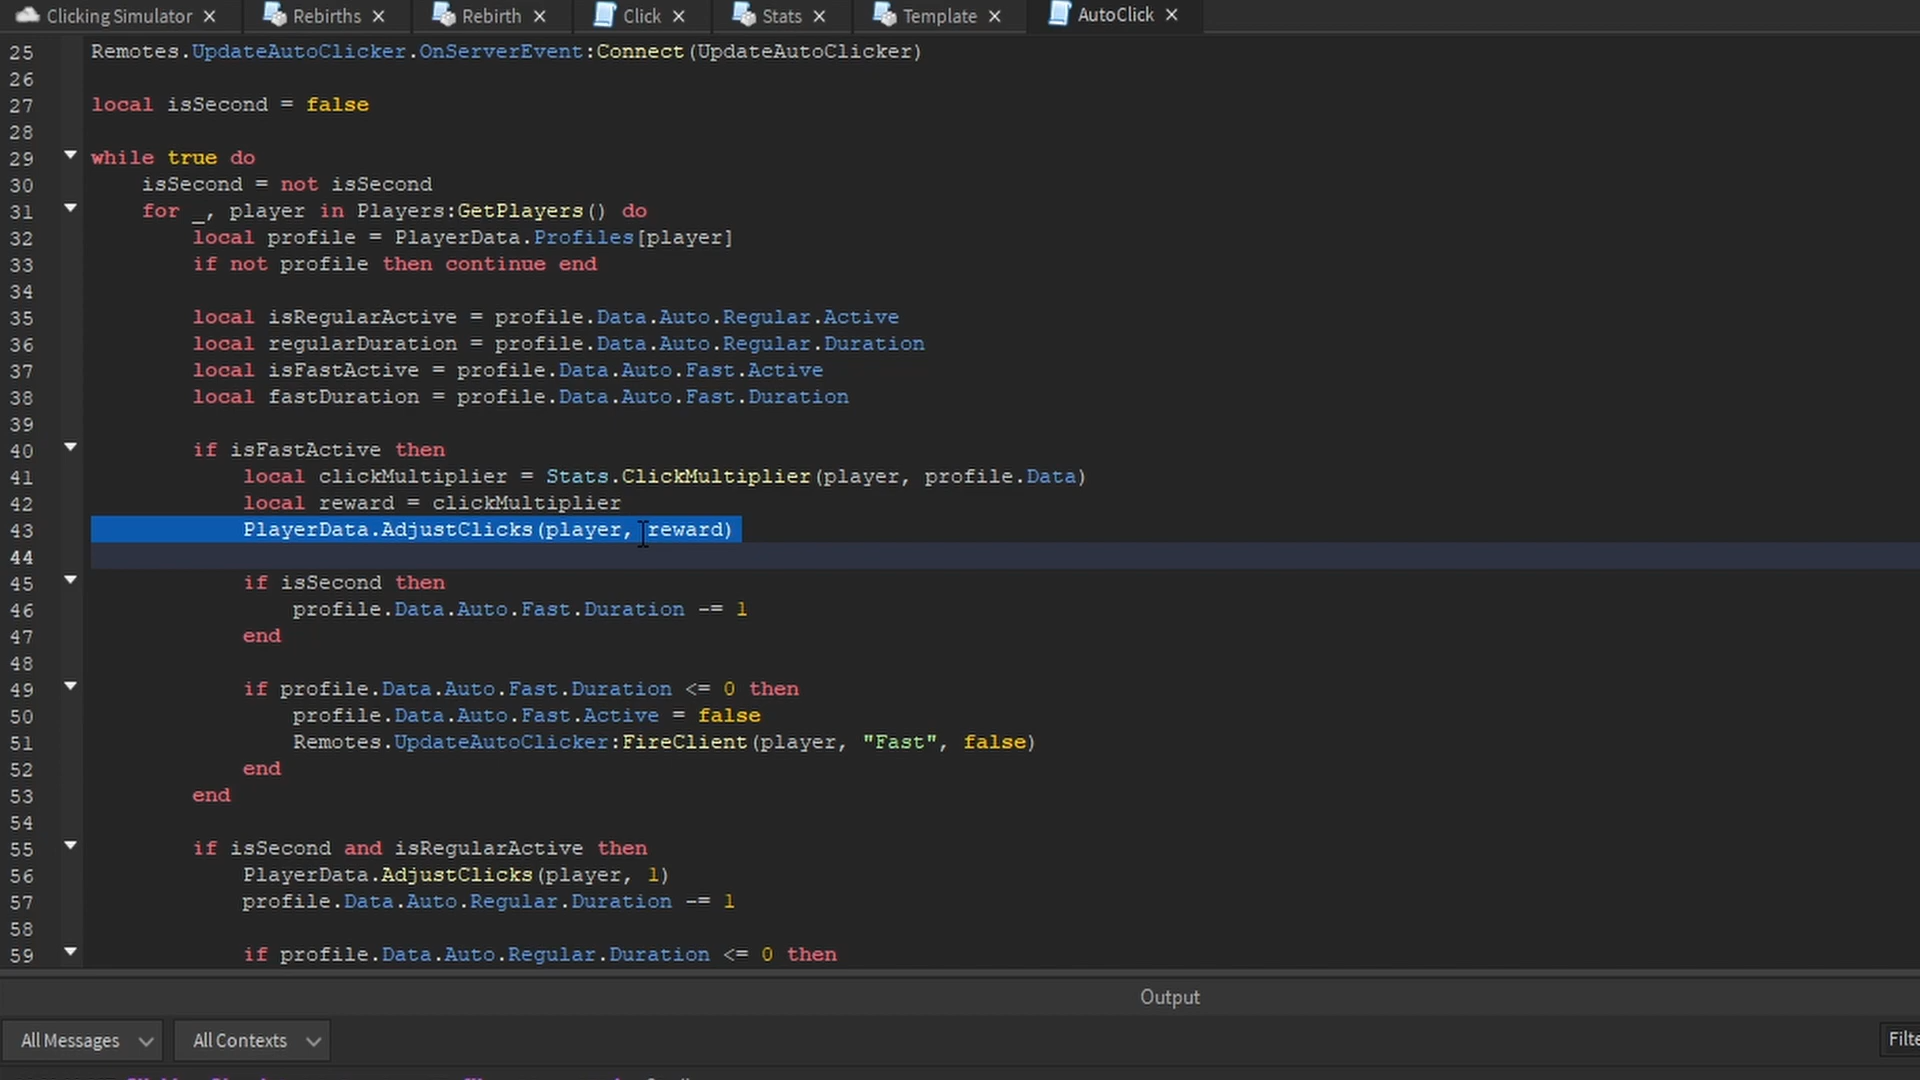 Clicking Simulator × Rebirths × Rebirth × Click × Stats × Template × AutoClick ×
25 Remotes.UpdateAutoClicker.OnServerEvent:Connect(UpdateAutoClicker)
26
27 local isSecond = false
28
29 while true do
30 isSecond = not isSecond
31 for _, player in Players:GetPlayers() do
32 local profile = PlayerData.Profiles[player]
33 if not profile then continue end
34
35 local isRegularActive = profile.Data.Auto.Regular.Active
36 local regularDuration = profile.Data.Auto.Regular.Duration
37 local isFastActive = profile.Data.Auto.Fast.Active
38 local fastDuration = profile.Data.Auto.Fast.Duration
39
40 if isFastActive then
41 local clickMultiplier = Stats.ClickMultiplier(player, profile.Data)
42 local reward = clickMultiplier
43 PlayerData.AdjustClicks(player, reward)
44
45 if isSecond then
46 profile.Data.Auto.Fast.Duration -= 1
47 end
48
49 if profile.Data.Auto.Fast.Duration <= 0 then
50 profile.Data.Auto.Fast.Active = false
51 Remotes.UpdateAutoClicker:FireClient(player, "Fast", false)
52 end
53 end
54
55 if isSecond and isRegularActive then
56 PlayerData.AdjustClicks(player, 1)
57 profile.Data.Auto.Regular.Duration -= 1
58
59 if profile.Data.Auto.Regular.Duration <= 0 then
Output
All Messages All Contexts Filte